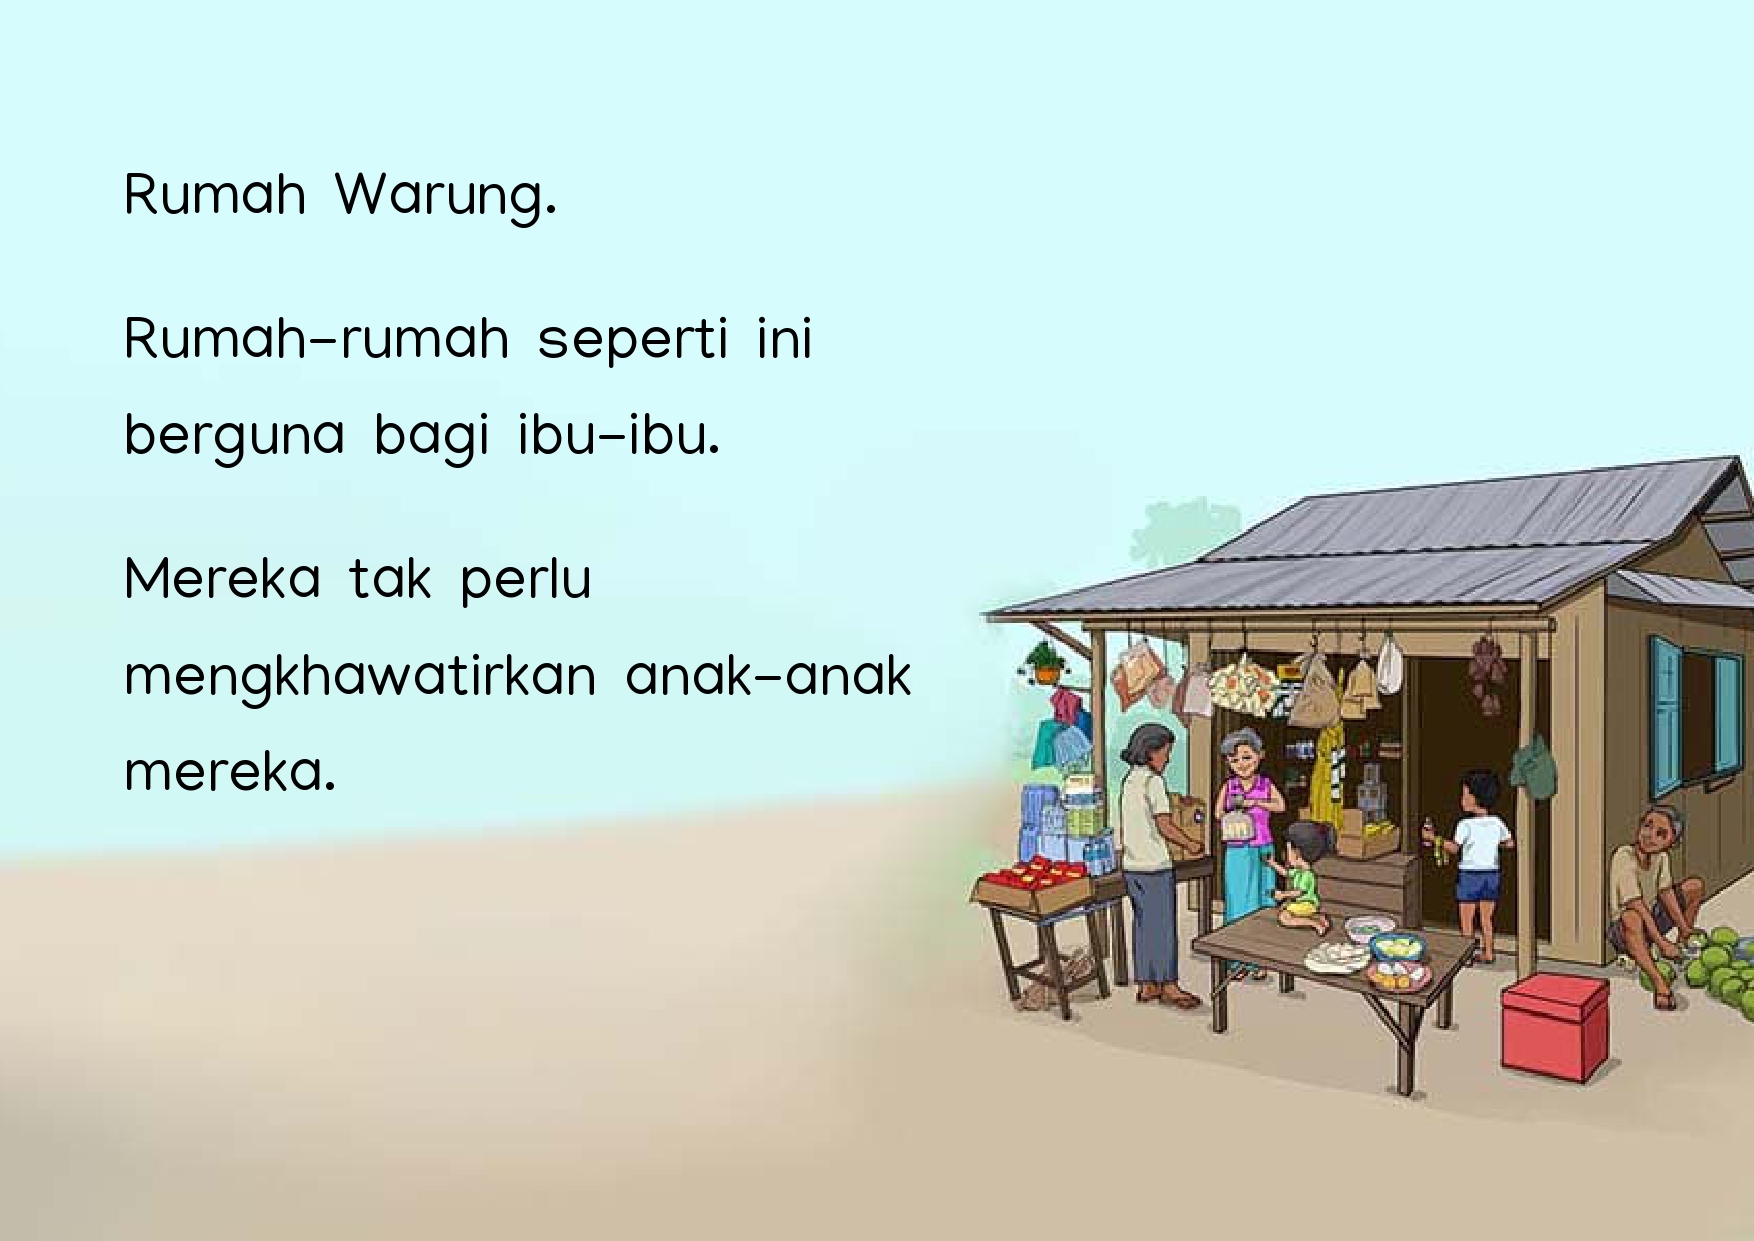 Rumah Warung.
Rumah-rumah seperti ini
berguna bagi ibu-ibu.
Mereka tak perlu
mengkhawatirkan anak-anak
mereka.